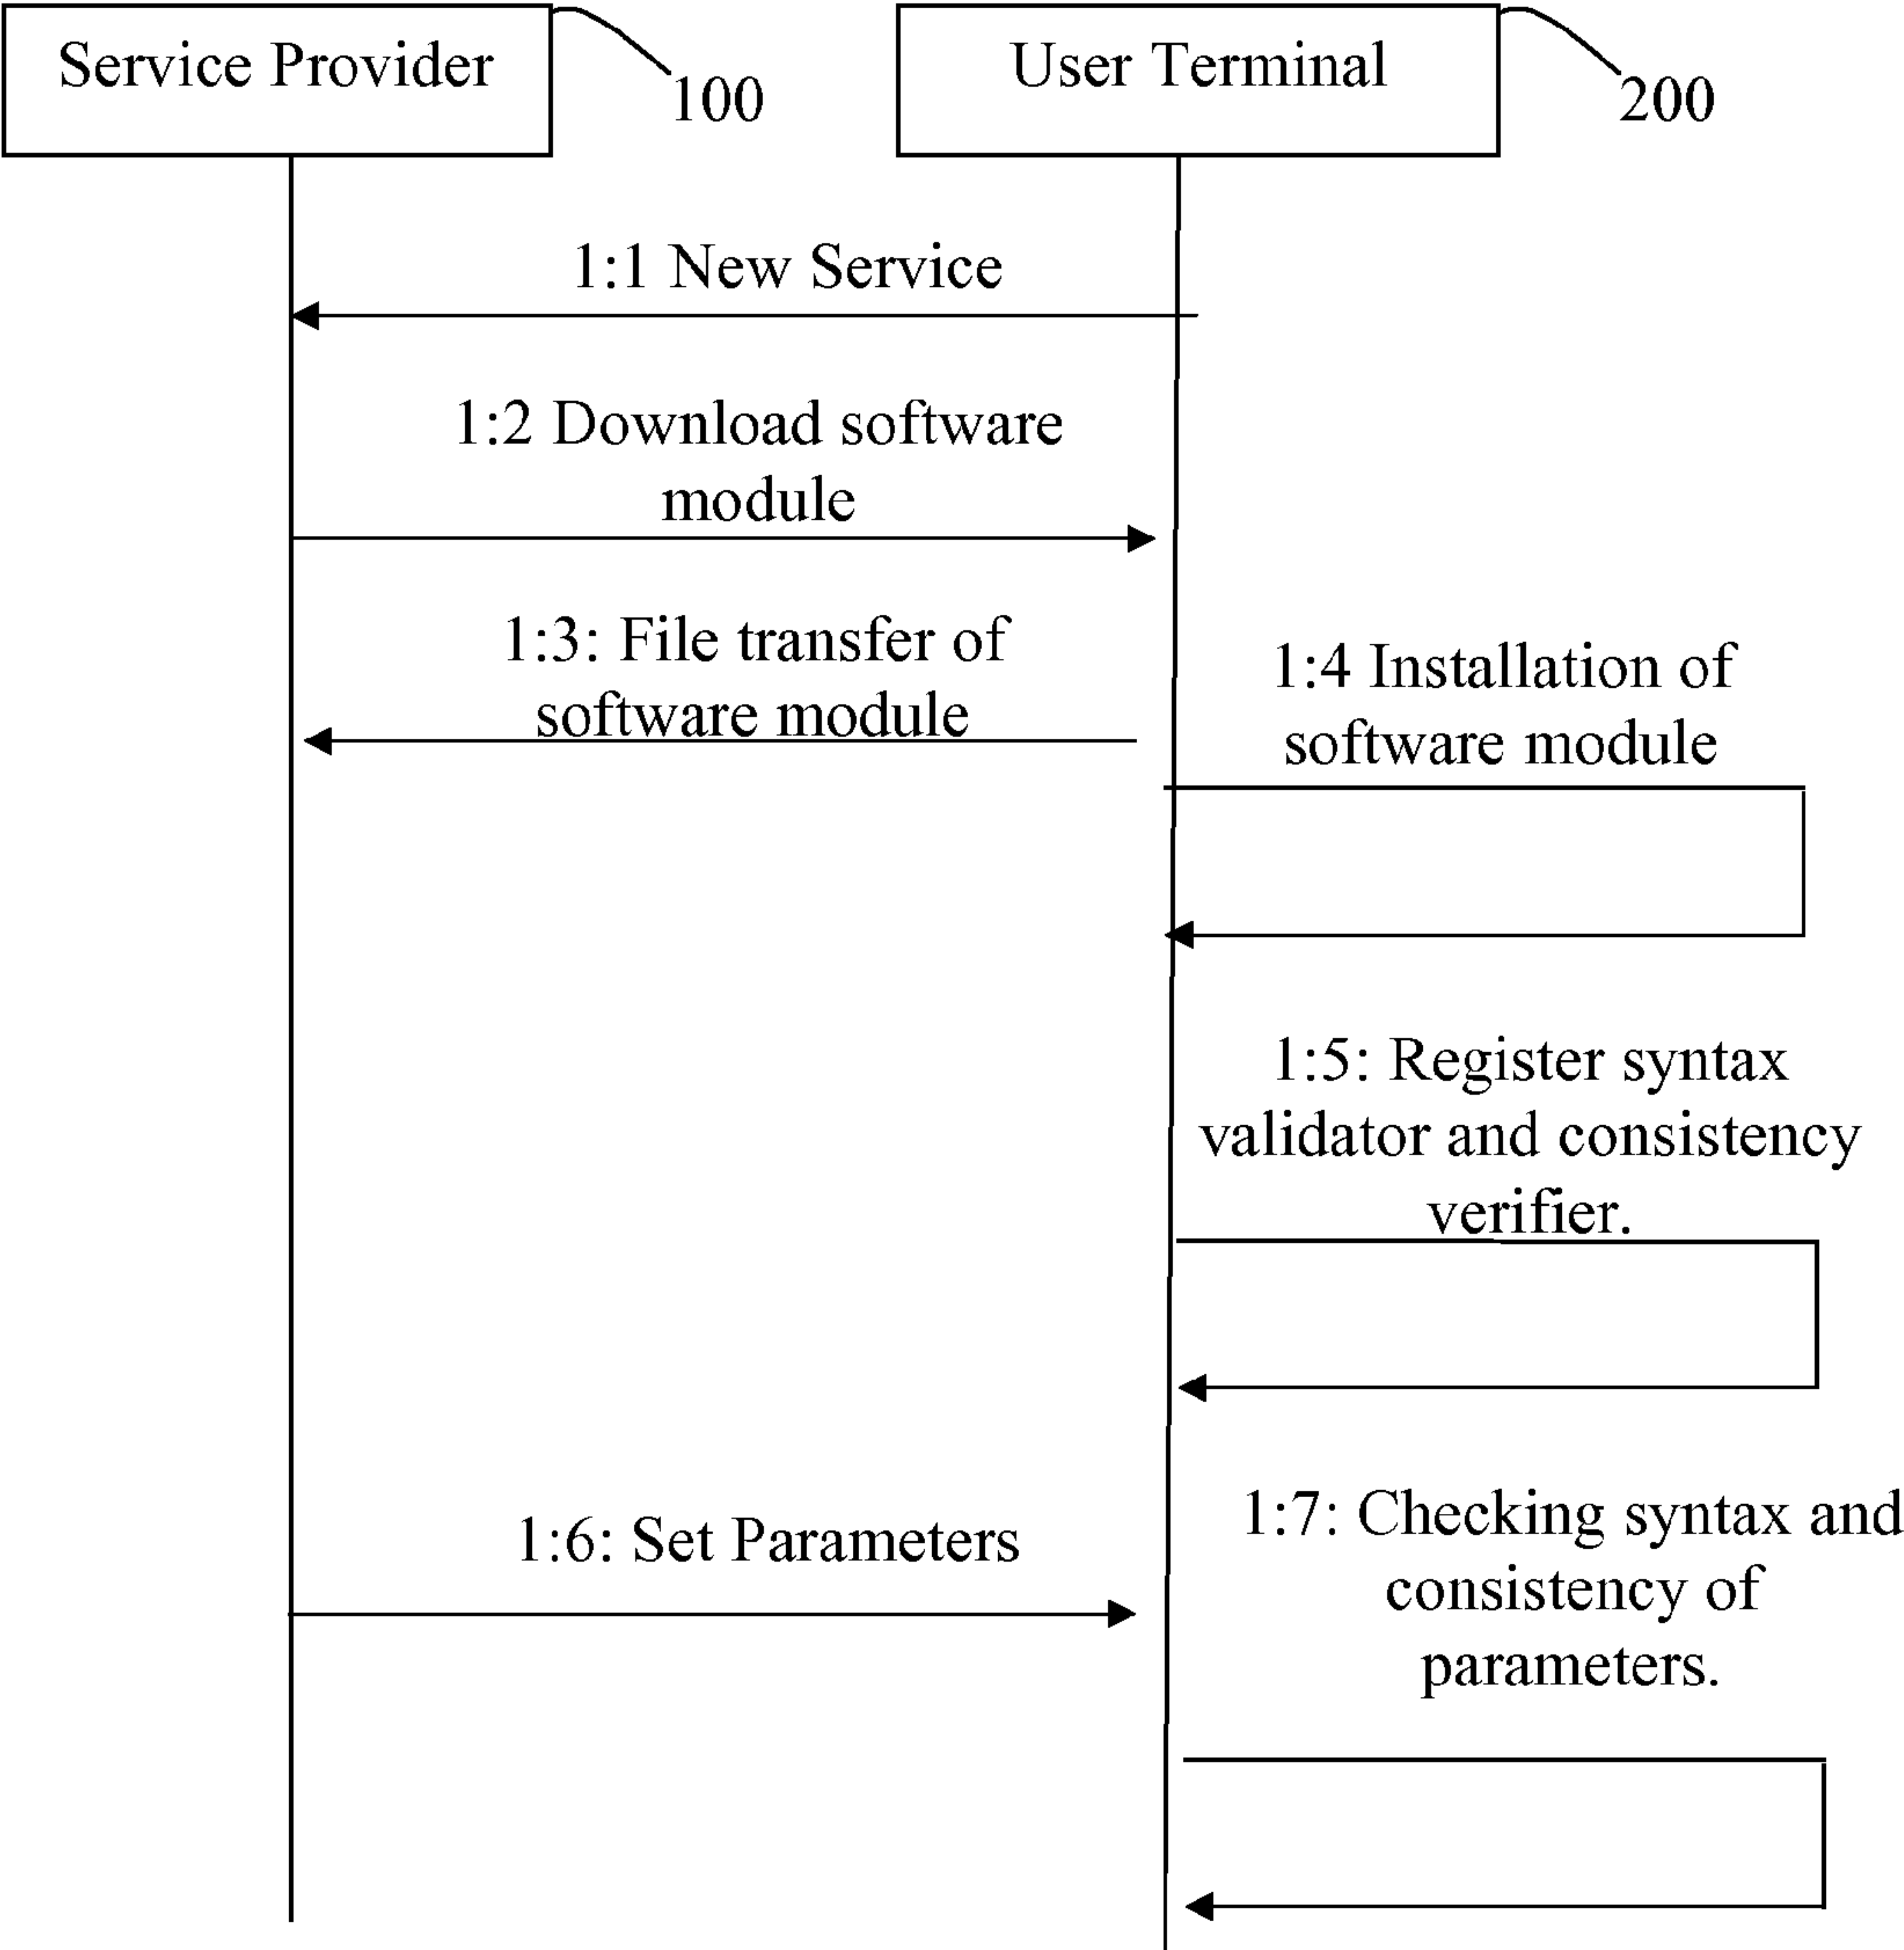 Service Provider
100
User Terminal
200
1:1 New Service
1:2 Download software
module
1:3: File transfer of
software module
1:4 Installation of
software module
1:5: Register syntax
validator and consistency
verifier.
1:6: Set Parameters
1:7: Checking syntax and
consistency of
parameters.